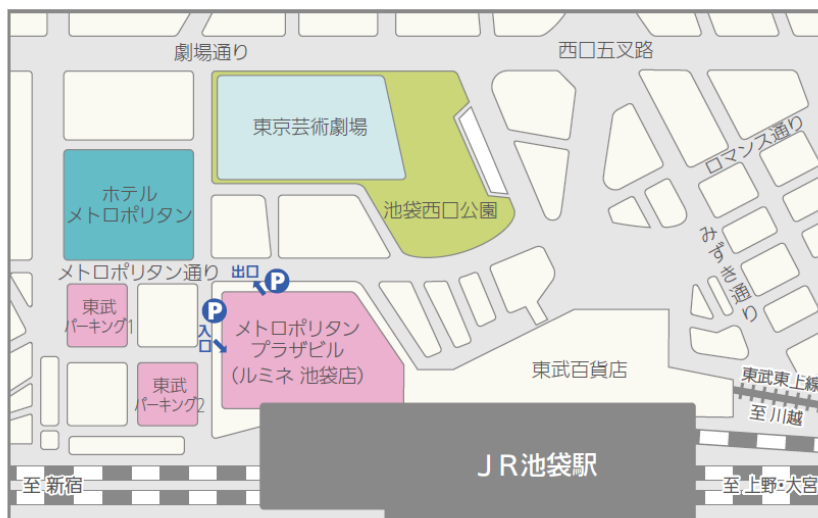 劇場通り
西口五叉路
東京芸術劇場
ロマンス通り
ホテル
メトロポリタン
池袋西口公園
みずき通り
メトロポリタン通り
出口
P
東武
パーキング1
P
入口
メトロポリタン
プラザビル
(ルミネ 池袋店)
東武百貨店
東武
パーキング2
東武東上線
至 川越
JR池袋駅
至 新宿
至 上野・大宮